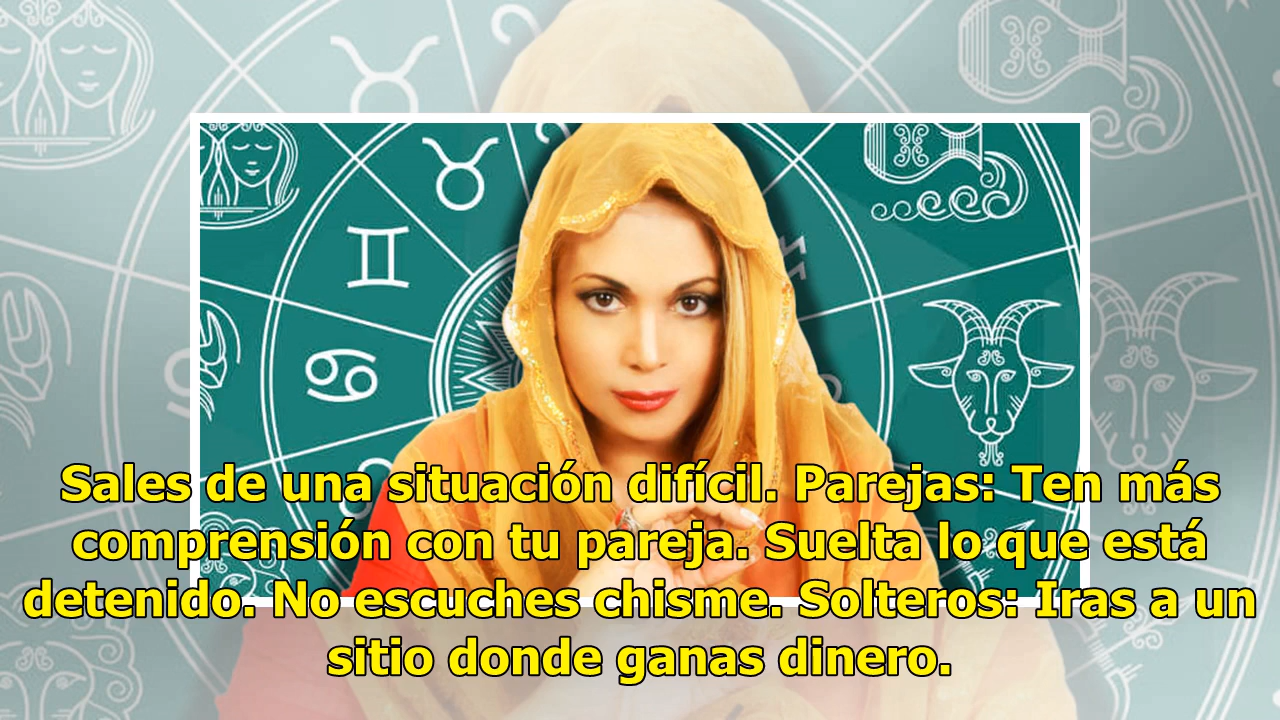 Sales de una situación difícil. Parejas: Ten más
comprensión con tu pareja. Suelta lo que está
detenido. No escuches chisme. Solteros: Iras a un
sitio donde ganas dinero.